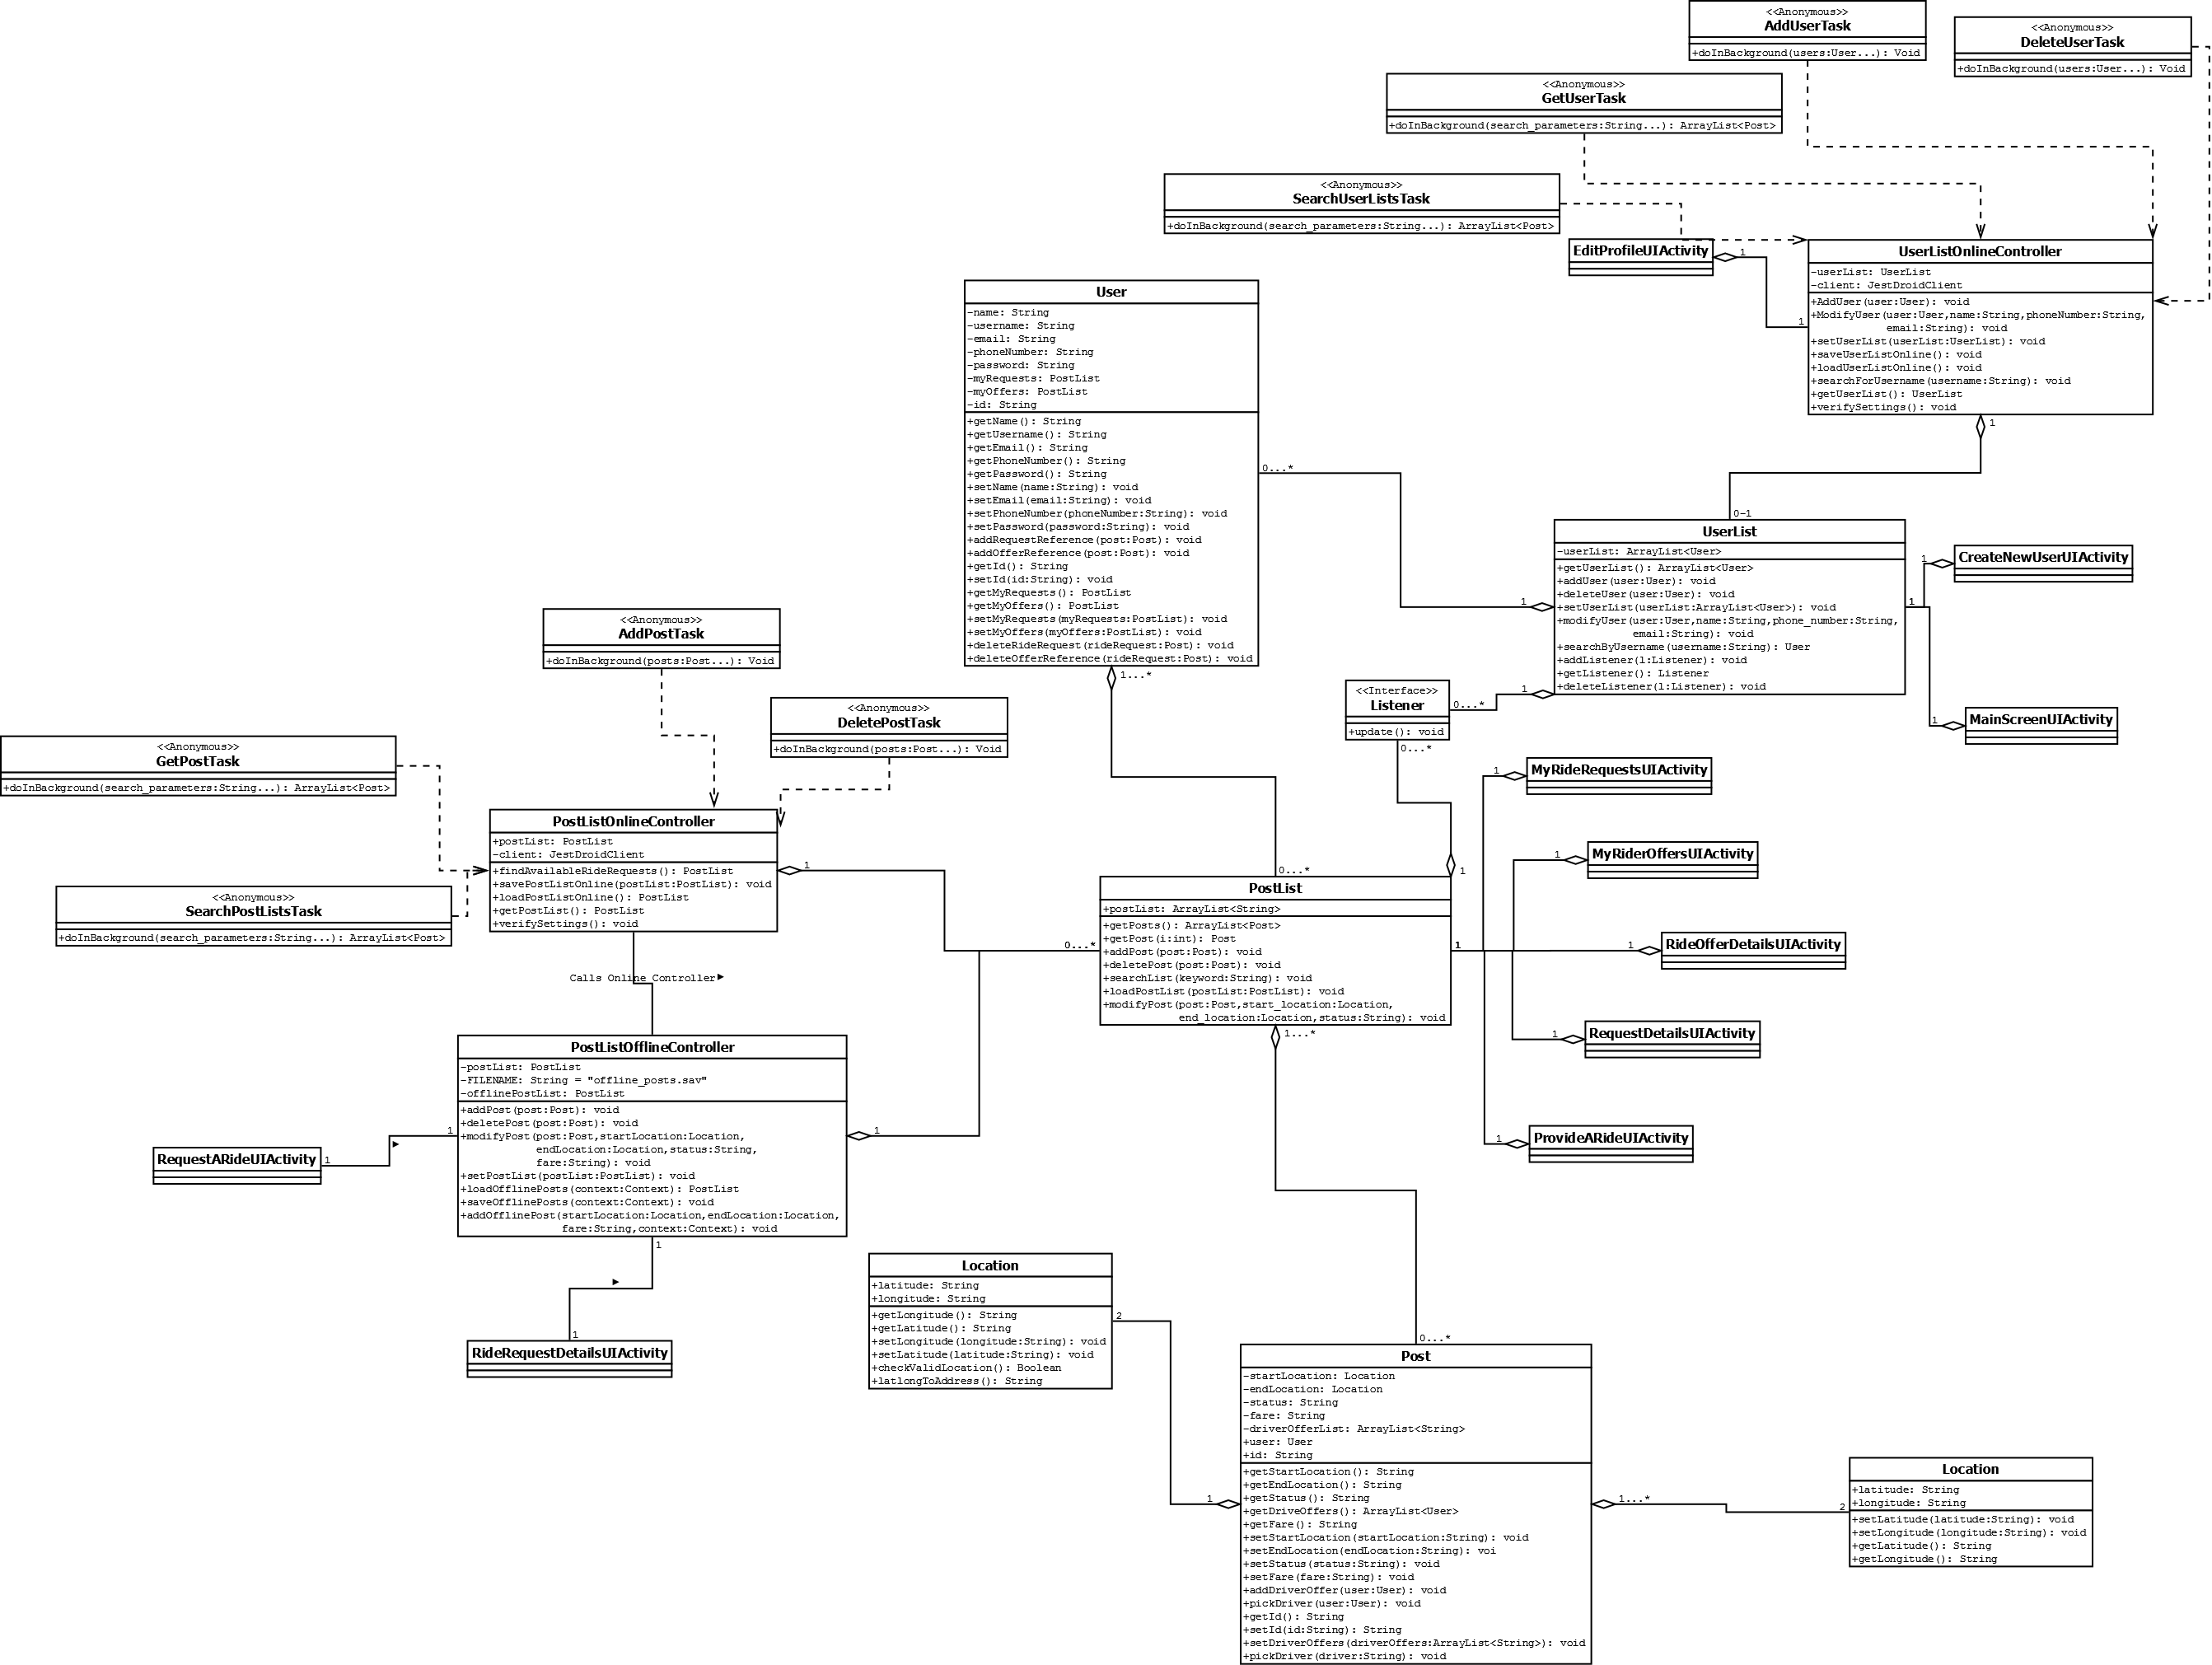 <<Anonymous>>
AddUserTask
+doInBackground(users:User...): Void
<<Anonymous>>
DeleteUserTask
+doInBackground(users:User...): Void
<<Anonymous>>
GetUserTask
+doInBackground(search_parameters:String...): ArrayList<Post>
<<Anonymous>>
SearchUserListsTask
+doInBackground(search_parameters:String...): ArrayList<Post>
EditProfileUIActivity
1
1
UserListOnlineController
-userList: UserList
-client: JestDroidClient
+AddUser(user:User): void
+ModifyUser(user:User,name:String,phoneNumber:String,
email:String): void
+setUserList(userList:UserList): void
+saveUserListOnline(): void
+loadUserListOnline(): void
+searchForUsername(username:String): void
+getUserList(): UserList
+verifySettings(): void
1
0-1
User
-name: String
-username: String
-email: String
-phoneNumber: String
-password: String
-myRequests: PostList
-myOffers: PostList
-id: String
+getName(): String
+getUsername(): String
+getEmail(): String
+getPhoneNumber(): String
+getPassword(): String
+setName(name:String): void
+setEmail(email:String): void
+setPhoneNumber(phoneNumber:String): void
+setPassword(password:String): void
+addRequestReference(post:Post): void
+addOfferReference(post:Post): void
+getId(): String
+setId(id:String): void
+getMyRequests(): PostList
+getMyOffers(): PostList
+setMyRequests(myRequests:PostList): void
+setMyOffers(myOffers:PostList): void
+deleteRideRequest(rideRequest:Post): void
+deleteOfferReference(rideRequest:Post): void
0...*
1
1...*
UserList
-userList: ArrayList<User>
+getUserList(): ArrayList<User>
+addUser(user:User): void
+deleteUser(user:User): void
+setUserList(userList:ArrayList<User>): void
+modifyUser(user:User,name:String,phone_number:String,
email:String): void
+searchByUsername(username:String): User
+addListener(l:Listener): void
+getListener(): Listener
+deleteListener(l:Listener): void
1
1
CreateNewUserUIActivity
1
MainScreenUIActivity
1
0...*
<<Interface>>
Listener
+update(): void
0...*
1
<<Anonymous>>
AddPostTask
+doInBackground(posts:Post...): Void
<<Anonymous>>
DeletePostTask
+doInBackground(posts:Post...): Void
<<Anonymous>>
GetPostTask
+doInBackground(search_parameters:String...): ArrayList<Post>
<<Anonymous>>
SearchPostListsTask
+doInBackground(search_parameters:String...): ArrayList<Post>
PostListOnlineController
+postList: PostList
-client: JestDroidClient
+findAvailableRideRequests(): PostList
+savePostListOnline(postList:PostList): void
+loadPostListOnline(): PostList
+getPostList(): PostList
+verifySettings(): void
1
Calls Online Controller
0...*
0...*
PostList
+postList: ArrayList<String>
+getPosts(): ArrayList<Post>
+getPost(i:int): Post
+addPost(post:Post): void
+deletePost(post:Post): void
+searchList(keyword:String): void
+loadPostList(postList:PostList): void
+modifyPost(post:Post,start_location:Location,
end_location:Location,status:String): void
1
1...*
1
MyRideRequestsUIActivity
1
MyRiderOffersUIActivity
1
RideOfferDetailsUIActivity
1
RequestDetailsUIActivity
1
ProvideARideUIActivity
PostListOfflineController
-postList: PostList
-FILENAME: String = "offline_posts.sav"
-offlinePostList: PostList
+addPost(post:Post): void
+deletePost(post:Post): void
+modifyPost(post:Post,startLocation:Location,
endLocation:Location,status:String,
fare:String): void
+setPostList(postList:PostList): void
+loadOfflinePosts(context:Context): PostList
+saveOfflinePosts(context:Context): void
+addOfflinePost(startLocation:Location,endLocation:Location,
fare:String,context:Context): void
1
1
RequestARideUIActivity
1
1
1
RideRequestDetailsUIActivity
Location
+latitude: String
+longitude: String
+getLongitude(): String
+getLatitude(): String
+setLongitude(longitude:String): void
+setLatitude(latitude:String): void
+checkValidLocation(): Boolean
+latlongToAddress(): String
2
1
0...*
Post
-startLocation: Location
-endLocation: Location
-status: String
-fare: String
-driverOfferList: ArrayList<String>
+user: User
+id: String
+getStartLocation(): String
+getEndLocation(): String
+getStatus(): String
+getDriveOffers(): ArrayList<User>
+getFare(): String
+setStartLocation(startLocation:String): void
+setEndLocation(endLocation:String): voi
+setStatus(status:String): void
+setFare(fare:String): void
+addDriverOffer(user:User): void
+pickDriver(user:User): void
+getId(): String
+setId(id:String): String
+setDriverOffers(driverOffers:ArrayList<String>): void
+pickDriver(driver:String): void
1...*
2
Location
+latitude: String
+longitude: String
+setLatitude(latitude:String): void
+setLongitude(longitude:String): void
+getLatitude(): String
+getLongitude(): String